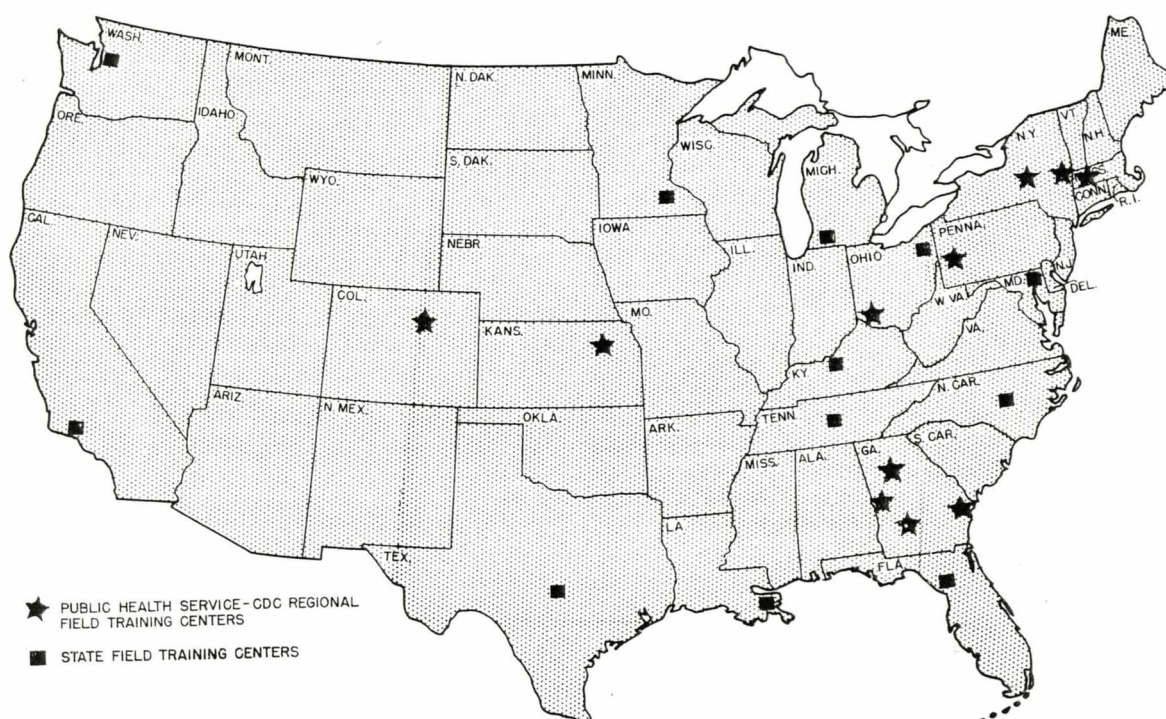 WASH.
MONT.
N. DAK.
MINN.
ME.
ORE.
IDAHO
WYO.
S. DAK.
WISC.
MICH.
N.Y.
VT.
N.H.
MASS.
CONN.
R.I.
CAL.
NEV.
UTAH
NEBR
IOWA
ILL.
IND.
OHIO
PENNA.
N.J.
MD.
DEL.
COL.
KANS.
MO.
W VA.
VA.
KY.
ARIZ.
N. MEX.
OKLA.
ARK.
TENN.
N. CAR.
S. CAR.
MISS.
ALA.
GA.
TEX.
LA.
FLA.
PUBLIC HEALTH SERVICE-CDC REGIONAL
FIELD TRAINING CENTERS
STATE FIELD TRAINING CENTERS